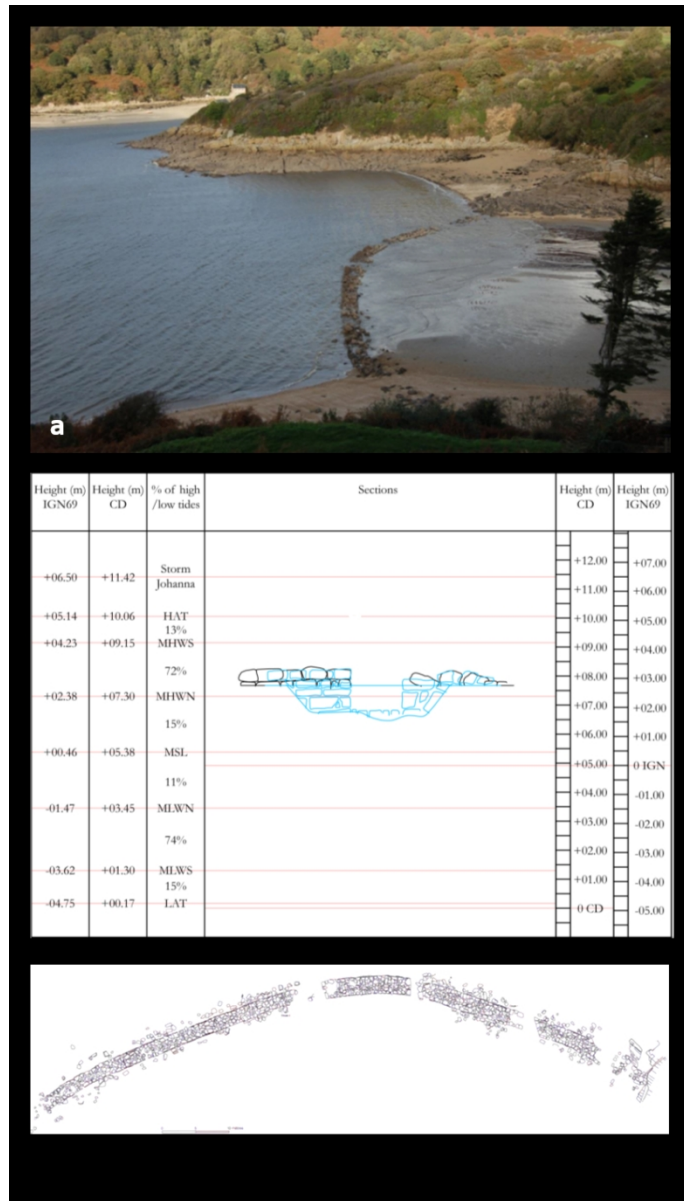 a
Height (m) IGN69
Height (m) CD
% of high /low tides
Sections
Height (m) CD
Height (m) IGN69
+06.50 +11.42 Storm Johanna
+05.14 +10.06 HAT
13%
+04.23 +09.15 MHWS
72%
+02.38 +07.30 MHWN
15%
+00.46 +05.38 MSL
11%
-01.47 +03.45 MLWN
74%
-03.62 +01.30 MLWS
15%
-04.75 +00.17 LAT
+12.00 +07.00
+11.00 +06.00
+10.00 +05.00
+09.00 +04.00
+08.00 +03.00
+07.00 +02.00
+06.00 +01.00
+05.00 0 IGN
+04.00 -01.00
+03.00 -02.00
+02.00 -03.00
+01.00 -04.00
0 CD -05.00